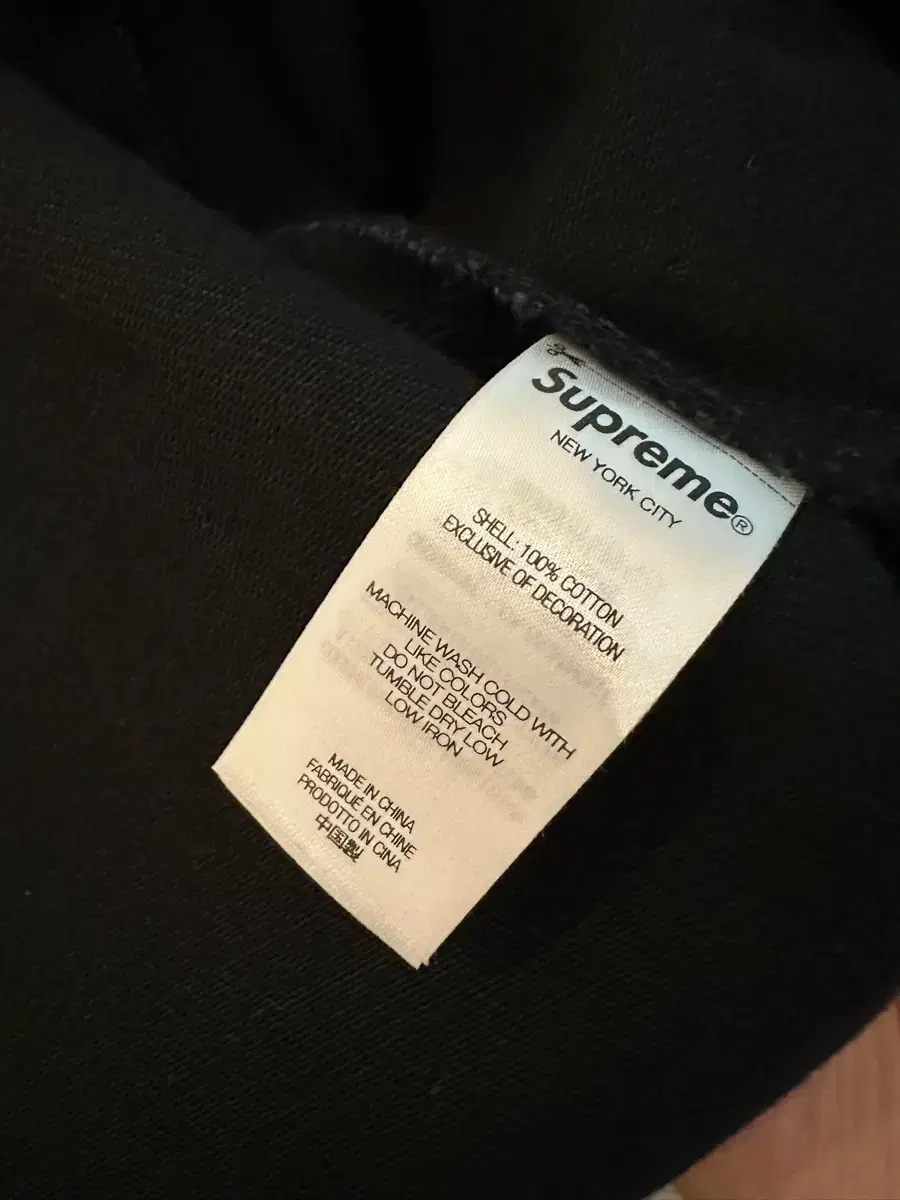 Supreme®
NEW YORK CITY
SHELL: 100% COTTON
EXCLUSIVE OF DECORATION
MACHINE WASH COLD WITH
LIKE COLORS
DO NOT BLEACH
TUMBLE DRY LOW
LOW IRON
MADE IN CHINA
FABRIQUÉ EN CHINE
PRODOTTO IN CINA
中国製